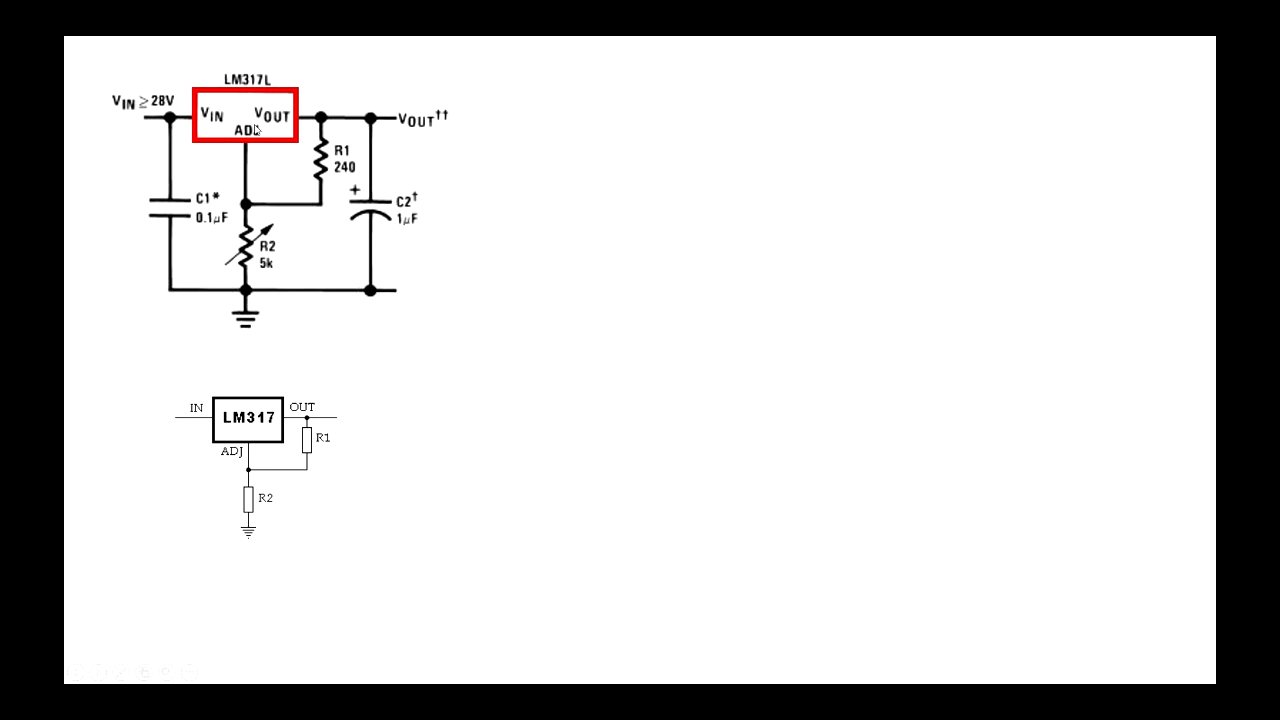 LM317L
VIN ≥ 28V
VIN VOUT
ADJ
VOUT††
R1
240
C1*
0.1µF
C2†
+
1µF
R2
5k
IN
LM317
OUT
ADJ
R1
R2